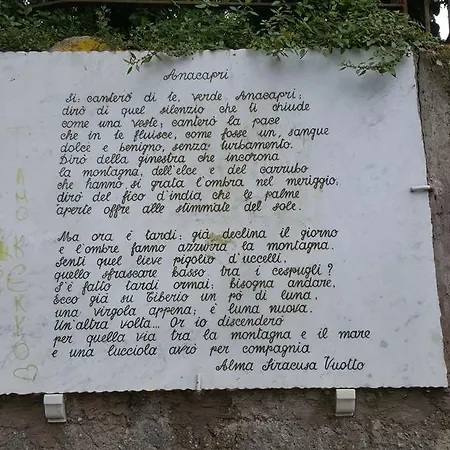 Anacapri
Sì: canterò di te, verde Anacapri;
dirò di quel silenzio che ti chiude
come una veste; canterò la pace
che in te fluisce, come fosse un sangue
dolce e benigno, senza turbamento.
Dirò della ginestra che incorona
la montagna, dell'elce e del carrubo
che hanno sì grata l'ombra nel meriggio;
dirò del fico d'india che le palme
aperte offre alle stimmate del sole.
Ma ora è tardi: già declina il giorno
e l'ombre fanno azzurra la montagna.
Senti quel lieve pigolìo d'uccelli,
quello frascare basso tra i cespugli?
S'è fatto tardi ormai; bisogna andare,
Ecco già su Tiberio un pò di luna,
una virgola appena; è luna nuova.
Un'altra volta... Or io discenderò
per quella via tra la montagna e il mare
e una lucciola avrò per compagnia
Alma Siracusa Vuotto